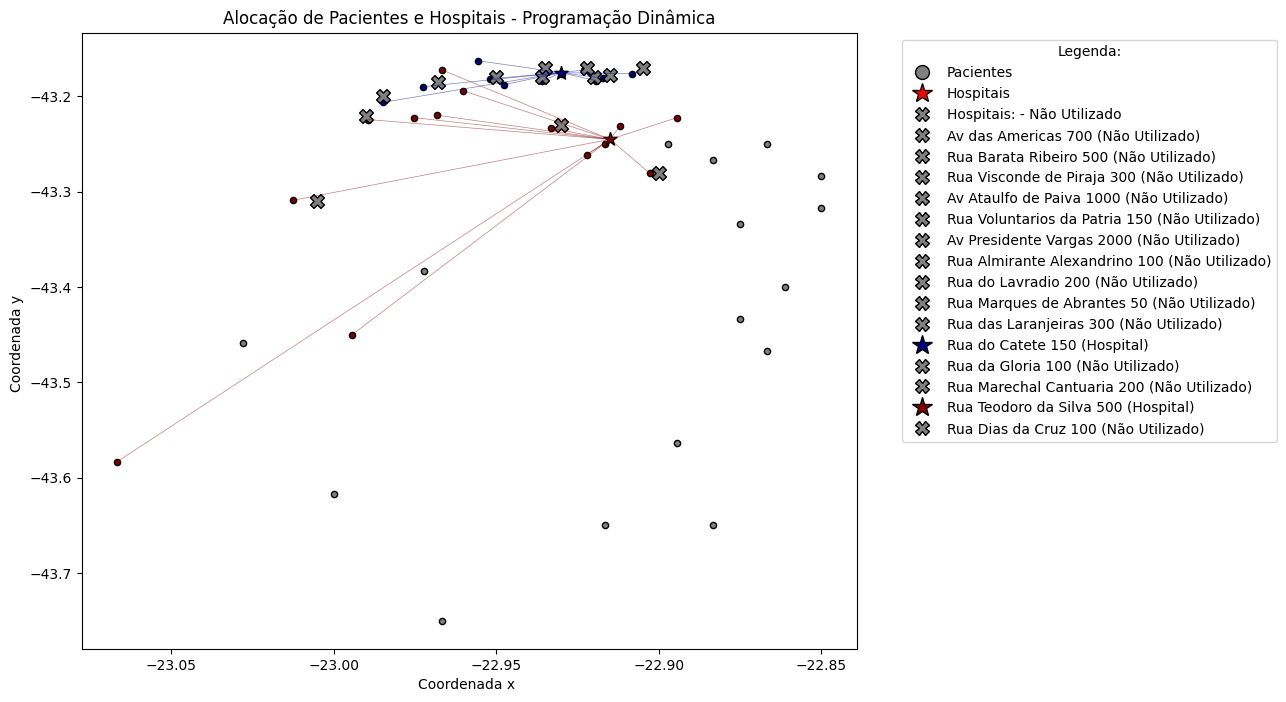 Alocação de Pacientes e Hospitais - Programação Dinâmica
Legenda:
Pacientes
Hospitais
Hospitais: - Não Utilizado
Av das Americas 700 (Não Utilizado)
Rua Barata Ribeiro 500 (Não Utilizado)
Rua Visconde de Piraja 300 (Não Utilizado)
Av Ataulfo de Paiva 1000 (Não Utilizado)
Rua Voluntarios da Patria 150 (Não Utilizado)
Av Presidente Vargas 2000 (Não Utilizado)
Rua Almirante Alexandrino 100 (Não Utilizado)
Rua do Lavradio 200 (Não Utilizado)
Rua Marques de Abrantes 50 (Não Utilizado)
Rua das Laranjeiras 300 (Não Utilizado)
Rua do Catete 150 (Hospital)
Rua da Gloria 100 (Não Utilizado)
Rua Marechal Cantuaria 200 (Não Utilizado)
Rua Teodoro da Silva 500 (Hospital)
Rua Dias da Cruz 100 (Não Utilizado)
Coordenada y
−43.2
−43.3
−43.4
−43.5
−43.6
−43.7
−23.05
−23.00
−22.95
−22.90
−22.85
Coordenada x